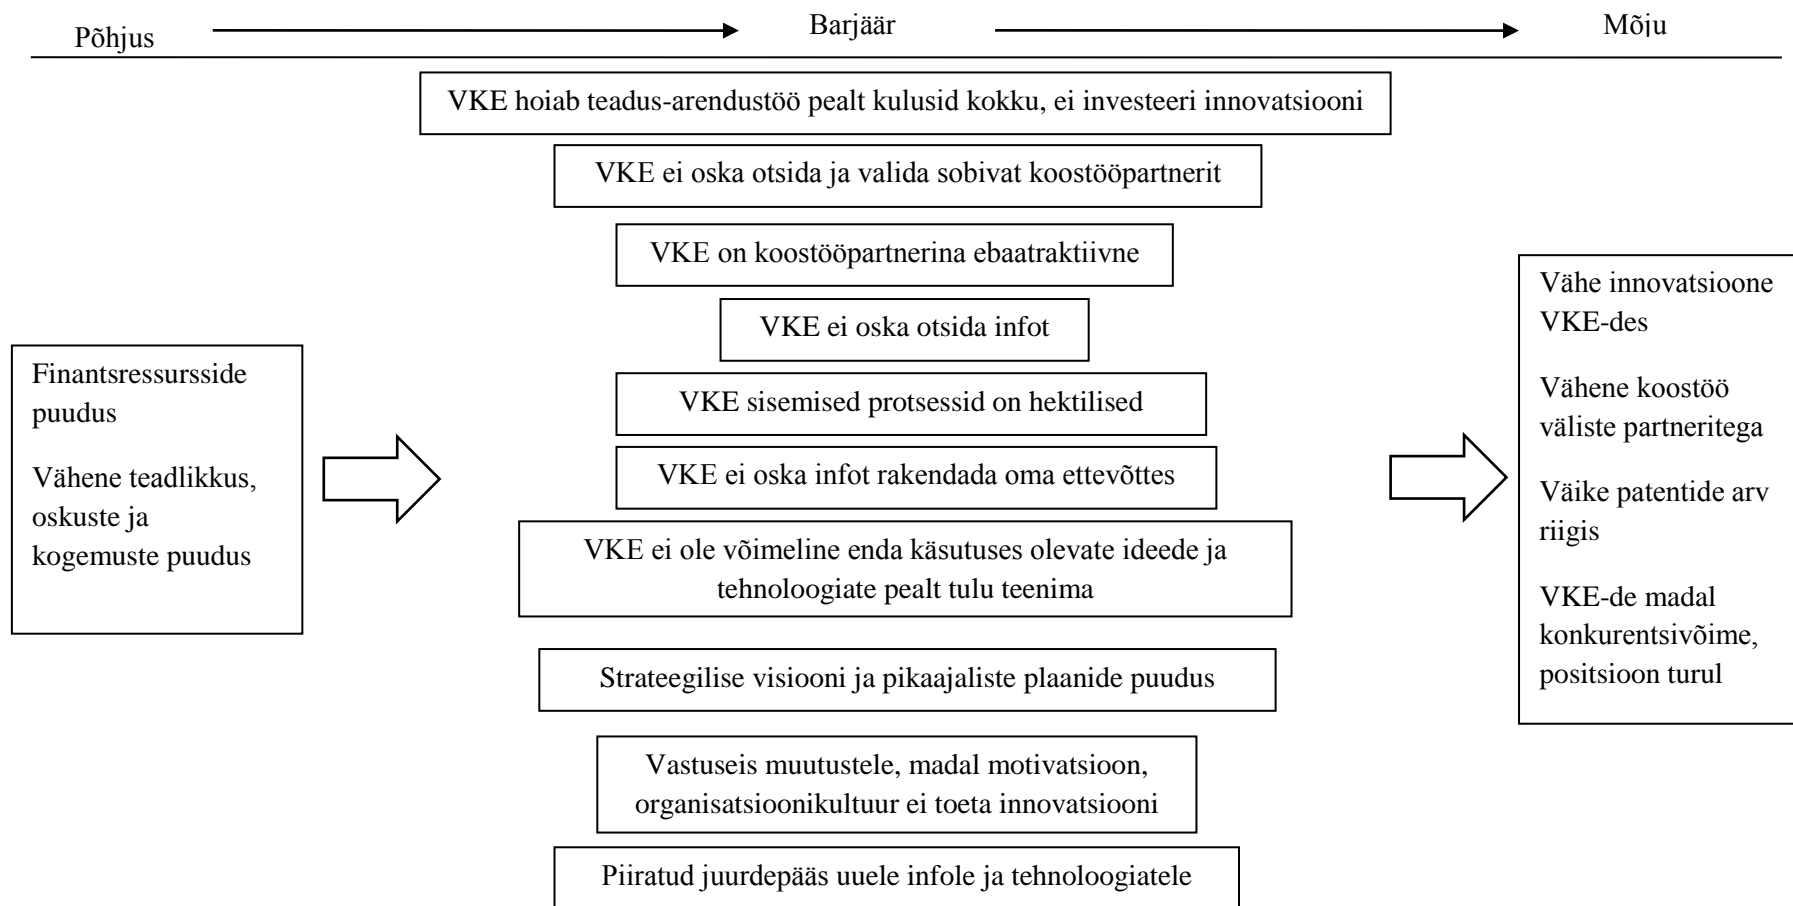 Põhjus
Barjäär
Mõju
VKE hoiab teadus-arendustöö pealt kulusid kokku, ei investeeri innovatsiooni
VKE ei oska otsida ja valida sobivat koostööpartnerit
VKE on koostööpartnerina ebaatraktiivne
VKE ei oska otsida infot
VKE sisemised protsessid on hektilised
VKE ei oska infot rakendada oma ettevõttes
VKE ei ole võimeline enda käsutuses olevate ideede ja
tehnoloogiate pealt tulu teenima
Strateegilise visiooni ja pikaajaliste plaanide puudus
Vastuseis muutustele, madal motivatsioon,
organisatsioonikultuur ei toeta innovatsiooni
Piiratud juurdepääs uuele infole ja tehnoloogiatele
Finantsressursside
puudus
Vähene teadlikkus,
oskuste ja
kogemuste puudus
Vähe innovatsioone
VKE-des
Vähene koostöö
väliste partneritega
Väike patentide arv
riigis
VKE-de madal
konkurentsivõime,
positsioon turul